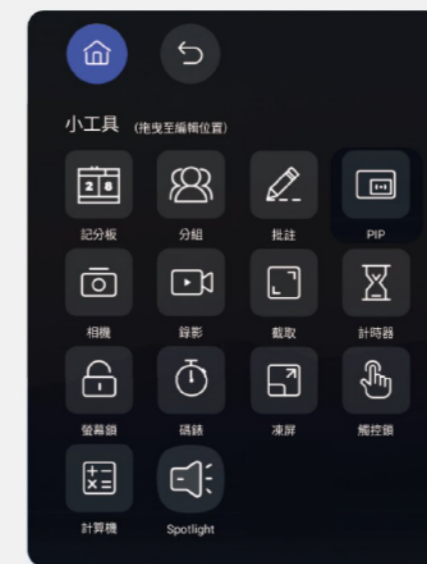 小工具 (拖曳至編輯位置)
2 8
記分板 分組 批註 PIP
相機 錄影 截取 計時器
螢幕鎖 碼錶 凍屏 觸控鎖
計算機 Spotlight